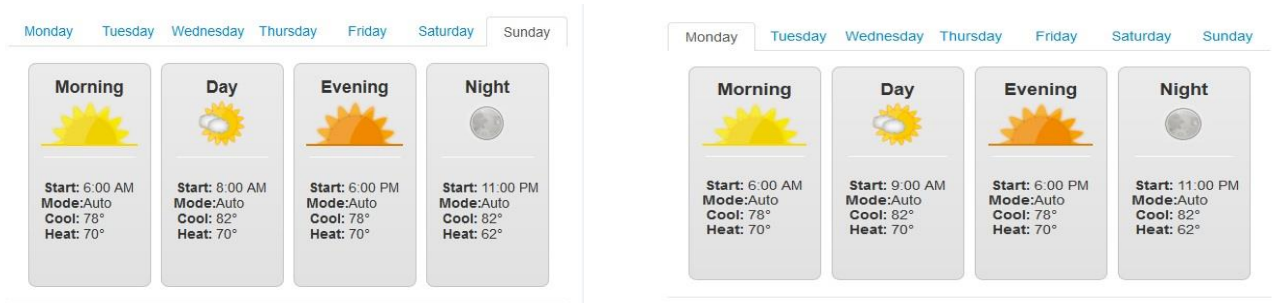 Monday Tuesday Wednesday Thursday Friday Saturday Sunday
Morning Day Evening Night
Start: 6:00 AM Start: 8:00 AM Start: 6:00 PM Start: 11:00 PM
Mode:Auto Mode:Auto Mode:Auto Mode:Auto
Cool: 78° Cool: 82° Cool: 78° Cool: 82°
Heat: 70° Heat: 70° Heat: 70° Heat: 62°
Monday Tuesday Wednesday Thursday Friday Saturday Sunday
Morning Day Evening Night
Start: 6:00 AM Start: 9:00 AM Start: 6:00 PM Start: 11:00 PM
Mode:Auto Mode:Auto Mode:Auto Mode:Auto
Cool: 78° Cool: 82° Cool: 78° Cool: 82°
Heat: 70° Heat: 70° Heat: 70° Heat: 62°